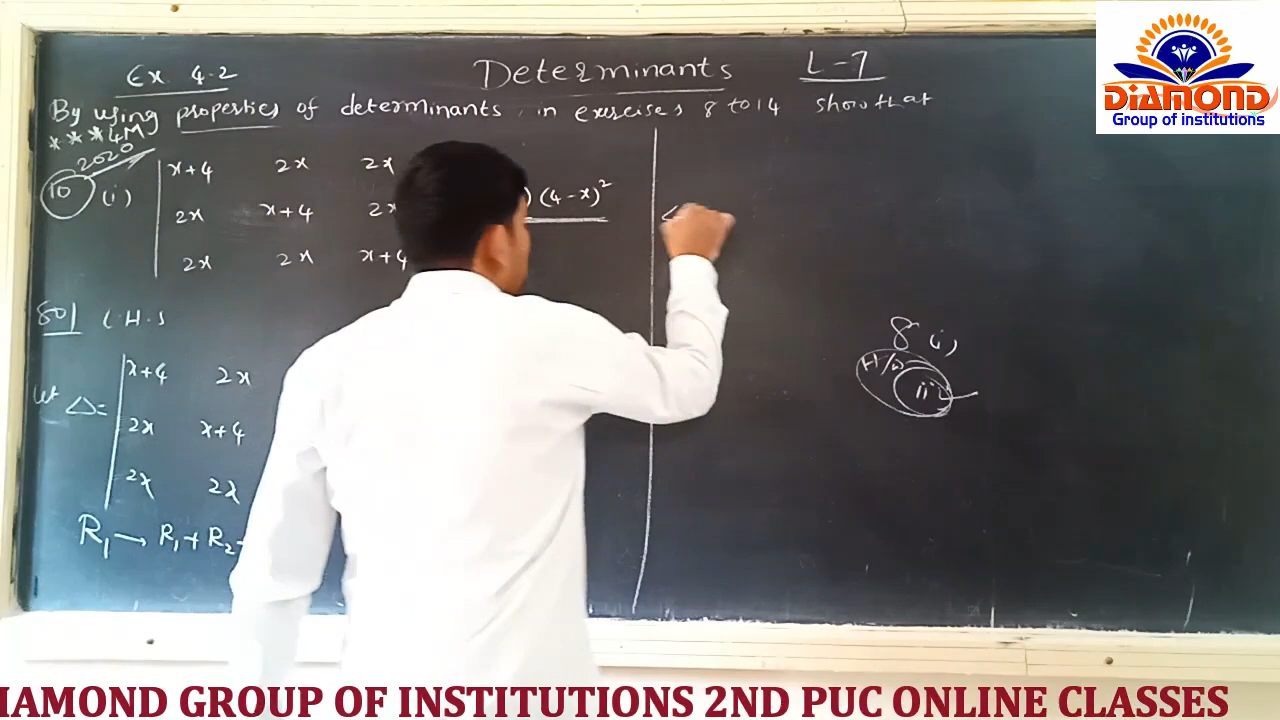 Ex. 4.2
Determinants
L-7
By using properties of determinants, in exercises 8 to 14 show that
***4M
2020
10 (i)
x+4 2x 2x
2x x+4 2x
2x 2x x+4
) (4-x)²
Sol L.H.S
let Δ=
x+4 2x
2x x+4
2x 2x
R₁→ R₁+ R₂+
8 (i)
H/W
ii
DiAMOND
Group of institutions
IAMOND GROUP OF INSTITUTIONS 2ND PUC ONLINE CLASSES